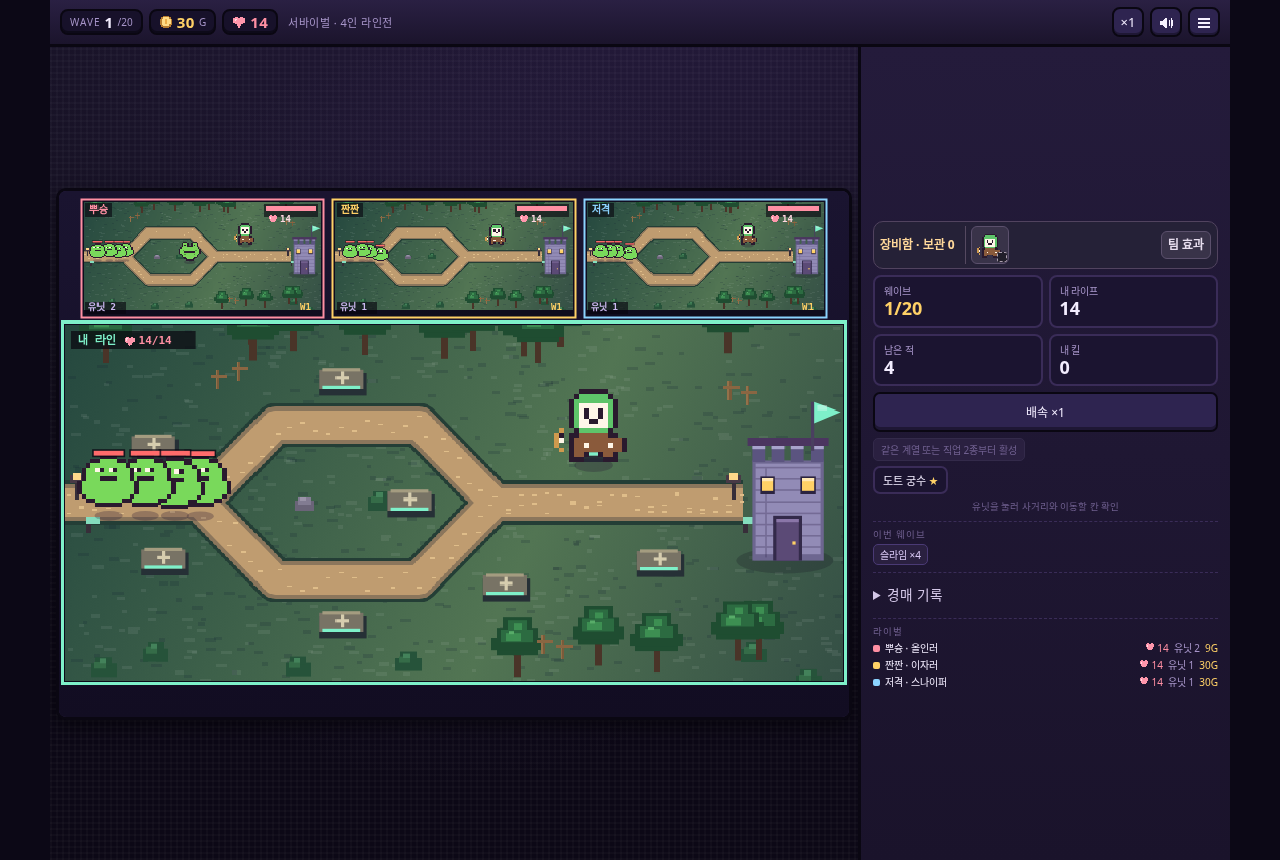 WAVE 1 /20 30 G 14 서바이벌 · 4인 라인전 ×1
뿌숑 14
유닛 2 W1
짠짠 14
유닛 1 W1
저격 14
유닛 1 W1
내 라인 14/14
장비함 · 보관 0 팀 효과
웨이브 1/20
내 라이프 14
남은 적 4
내 킬 0
배속 ×1
같은 계열 또는 직업 2종부터 활성
도트 궁수 ★
유닛을 눌러 사거리와 이동할 칸 확인
이번 웨이브
슬라임 ×4
▶ 경매 기록
라이벌
뿌숑 · 올인러 14 유닛 2 9G
짠짠 · 이자러 14 유닛 1 30G
저격 · 스나이퍼 14 유닛 1 30G